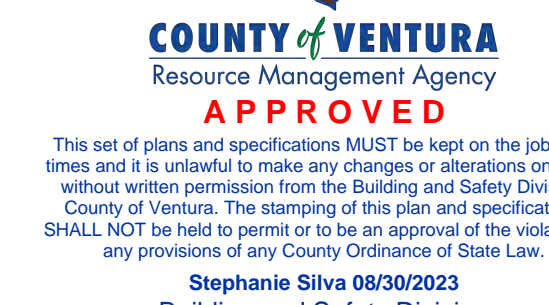 COUNTY of VENTURA
Resource Management Agency
APPROVED
This set of plans and specifications MUST be kept on the job
times and it is unlawful to make any changes or alterations on
without written permission from the Building and Safety Divi
County of Ventura. The stamping of this plan and specificat
SHALL NOT be held to permit or to be an approval of the viola
any provisions of any County Ordinance of State Law.
Stephanie Silva 08/30/2023
Building and Safety Division